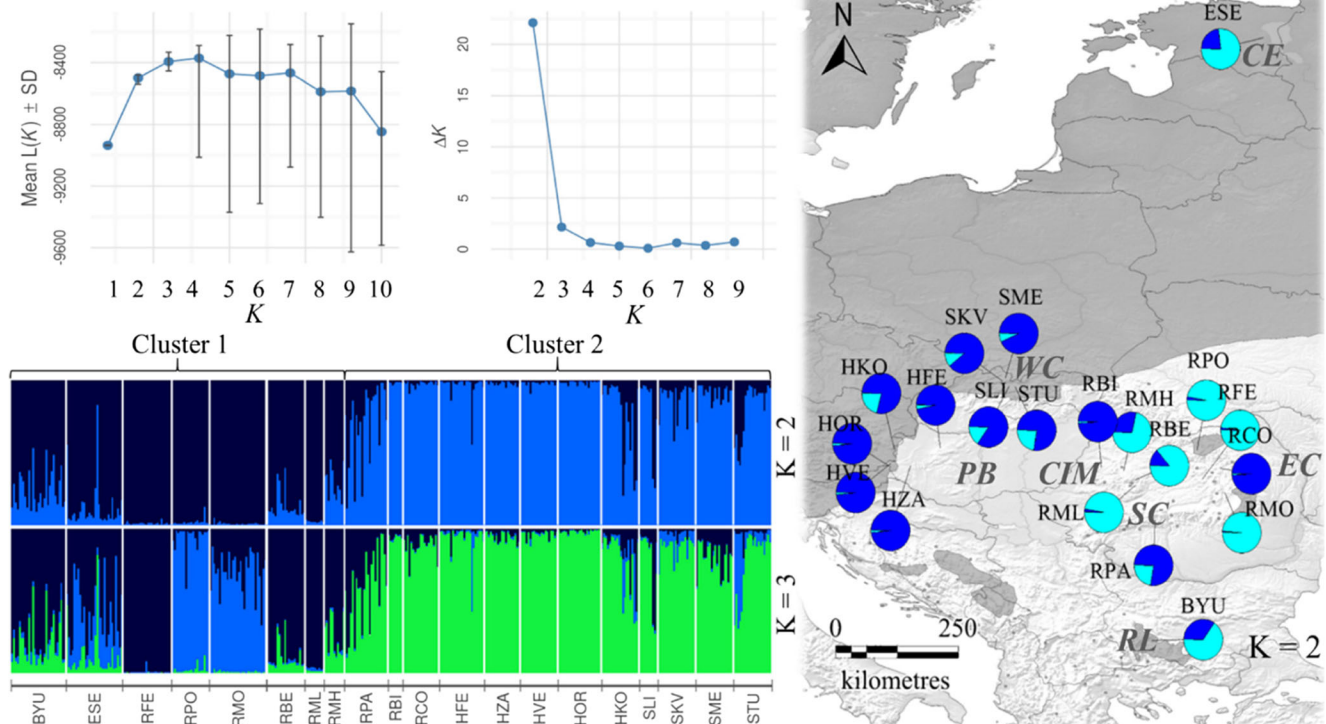 Mean L(K) ± SD
-8400
-8800
-9200
-9600
1 2 3 4 5 6 7 8 9 10
K
ΔK
20
15
10
5
0
2 3 4 5 6 7 8 9
K
Cluster 1
Cluster 2
K = 2
K = 3
BYU ESE RFE RPO RMO RBE RML RMH RPA RBI RCO HFE HZA HVE HOR HKO SLI SKV SME STU
N
ESE
CE
SME
SKV
WC
RPO
HKO
HFE
SLI
STU
RBI
RMH
RFE
HOR
RBE
RCO
PB
CIM
EC
HVE
HZA
RML
SC
RMO
RPA
BYU
RL
K = 2
0 250
kilometres